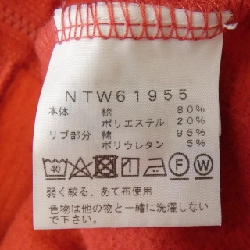 NTW61955
本体 綿 80%
ポリエステル 20%
リブ部分 綿 95%
ポリウレタン 5%
弱く絞る、あて布使用
色物は他の物と一緒に洗濯しない
で下さい。